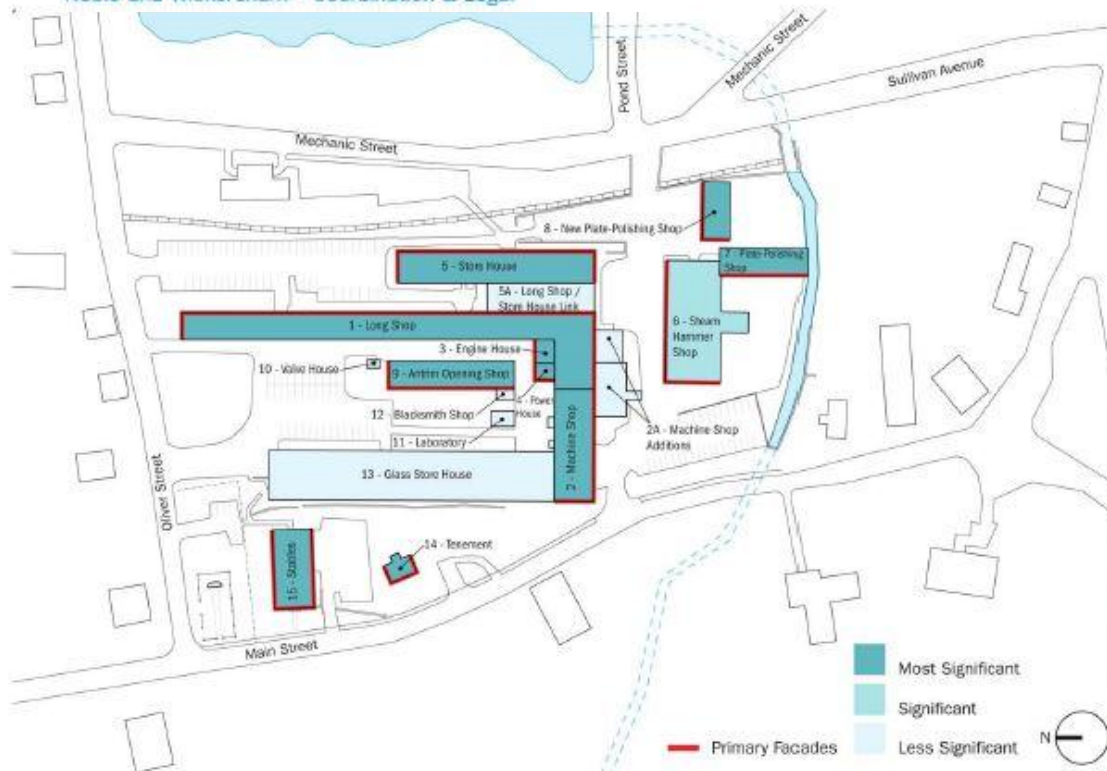 Pond Street
Mechanic Street
Sullivan Avenue
Mechanic Street
8 - New Plate-Polishing Shop
7 - Plate-Polishing
Shop
5 - Store House
5A - Long Shop /
Store House Link
1 - Long Shop
6 - Steam
Hammer
Shop
3 - Engine House
10 - Valve House
9 - Antrim Opening Shop
4 - Power
House
12 - Blacksmith Shop
2A - Machine Shop
Additions
11 - Laboratory
2 - Machine Shop
13 - Glass Store House
Oliver Street
14 - Tenement
15 - Stables
Main Street
Most Significant
Significant
Primary Facades
Less Significant
N